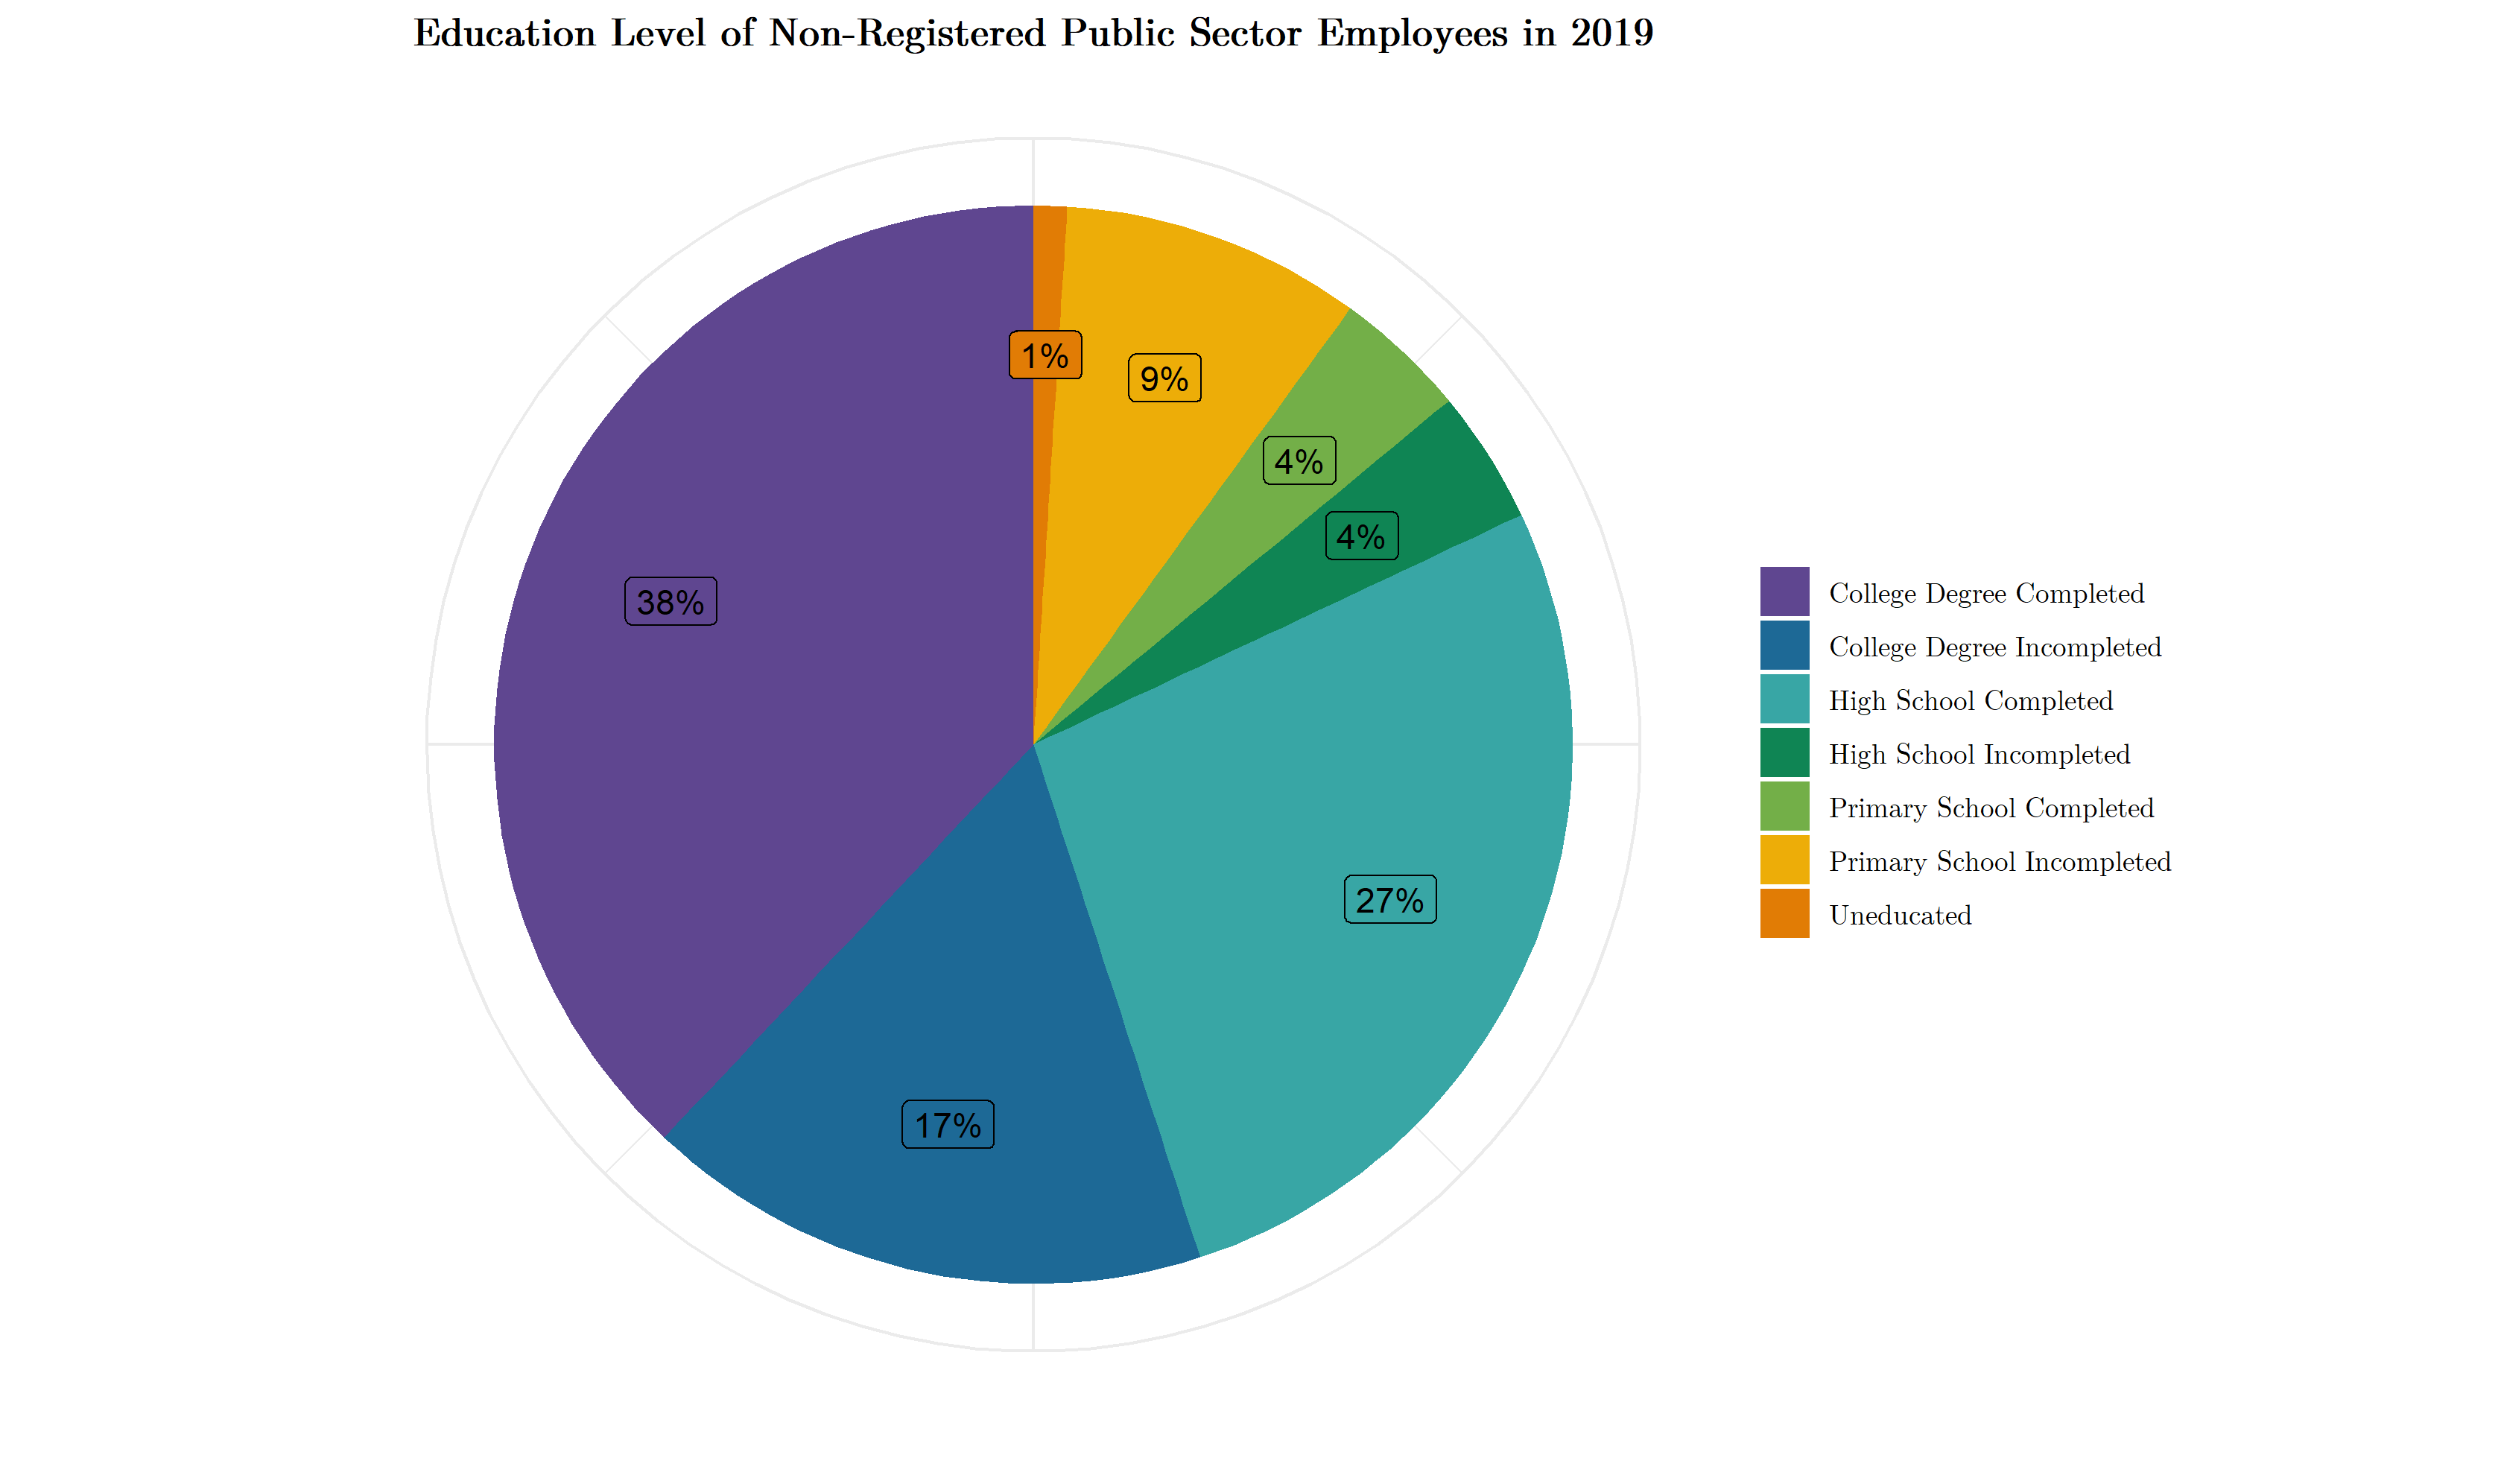 Education Level of Non-Registered Public Sector Employees in 2019
1%
9%
4%
4%
38%
27%
17%
College Degree Completed
College Degree Incompleted
High School Completed
High School Incompleted
Primary School Completed
Primary School Incompleted
Uneducated